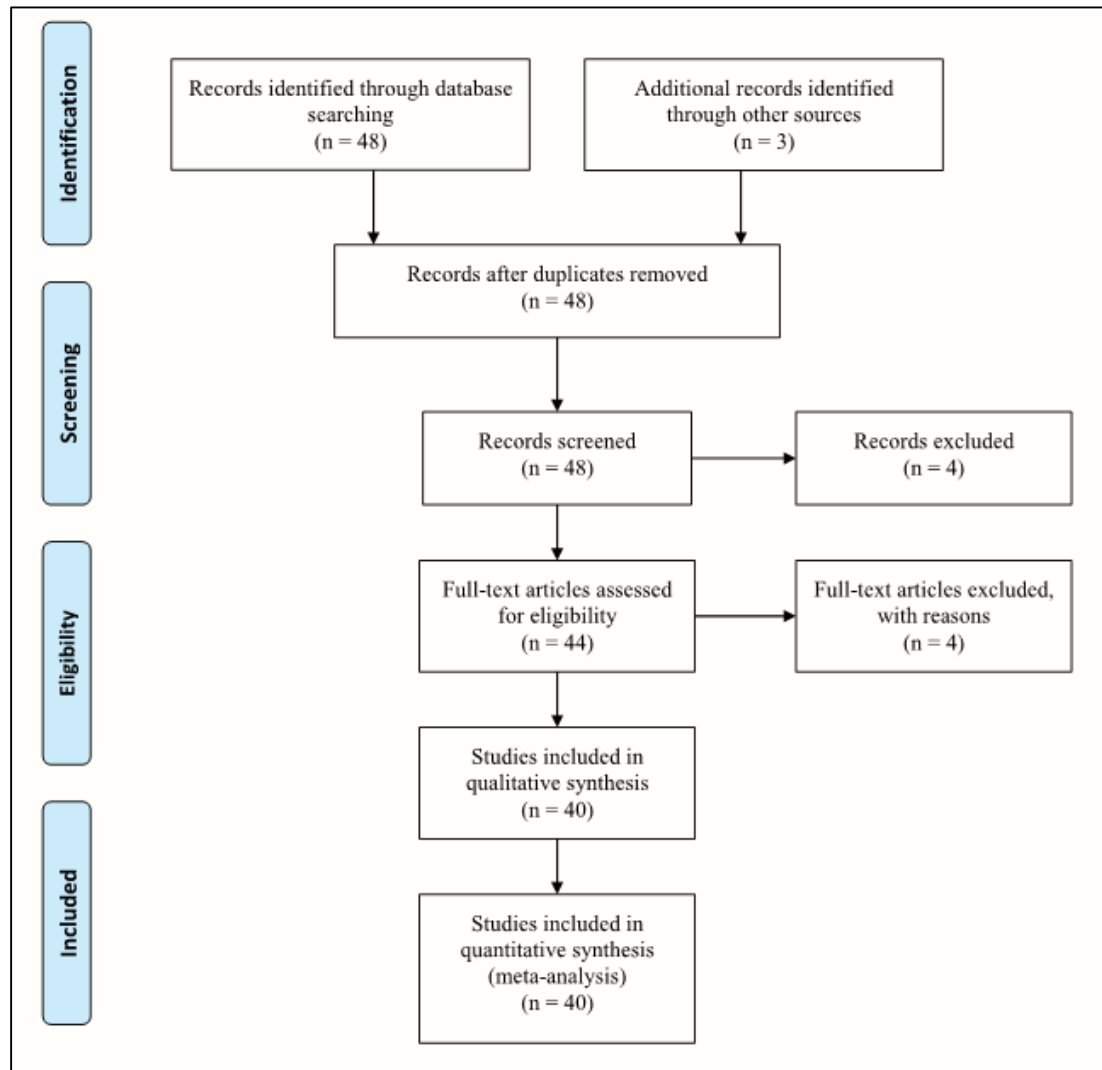 Identification
Records identified through database
searching
(n = 48)
Additional records identified
through other sources
(n = 3)
Records after duplicates removed
(n = 48)
Screening
Records screened
(n = 48)
Records excluded
(n = 4)
Eligibility
Full-text articles assessed
for eligibility
(n = 44)
Full-text articles excluded,
with reasons
(n = 4)
Studies included in
qualitative synthesis
(n = 40)
Included
Studies included in
quantitative synthesis
(meta-analysis)
(n = 40)